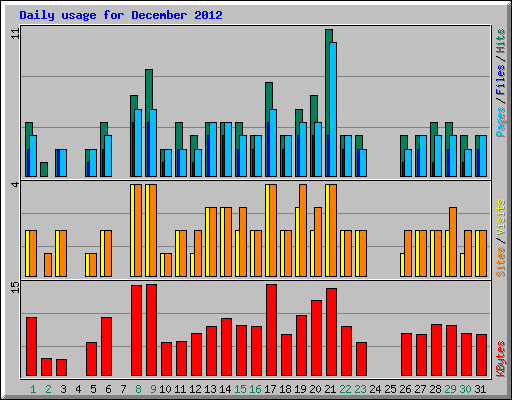 Daily usage for December 2012
11
Pages / Files / Hits
4
Sites / Visits
15
KBytes
1 2 3 4 5 6 7 8 9 10 11 12 13 14 15 16 17 18 19 20 21 22 23 24 25 26 27 28 29 30 31